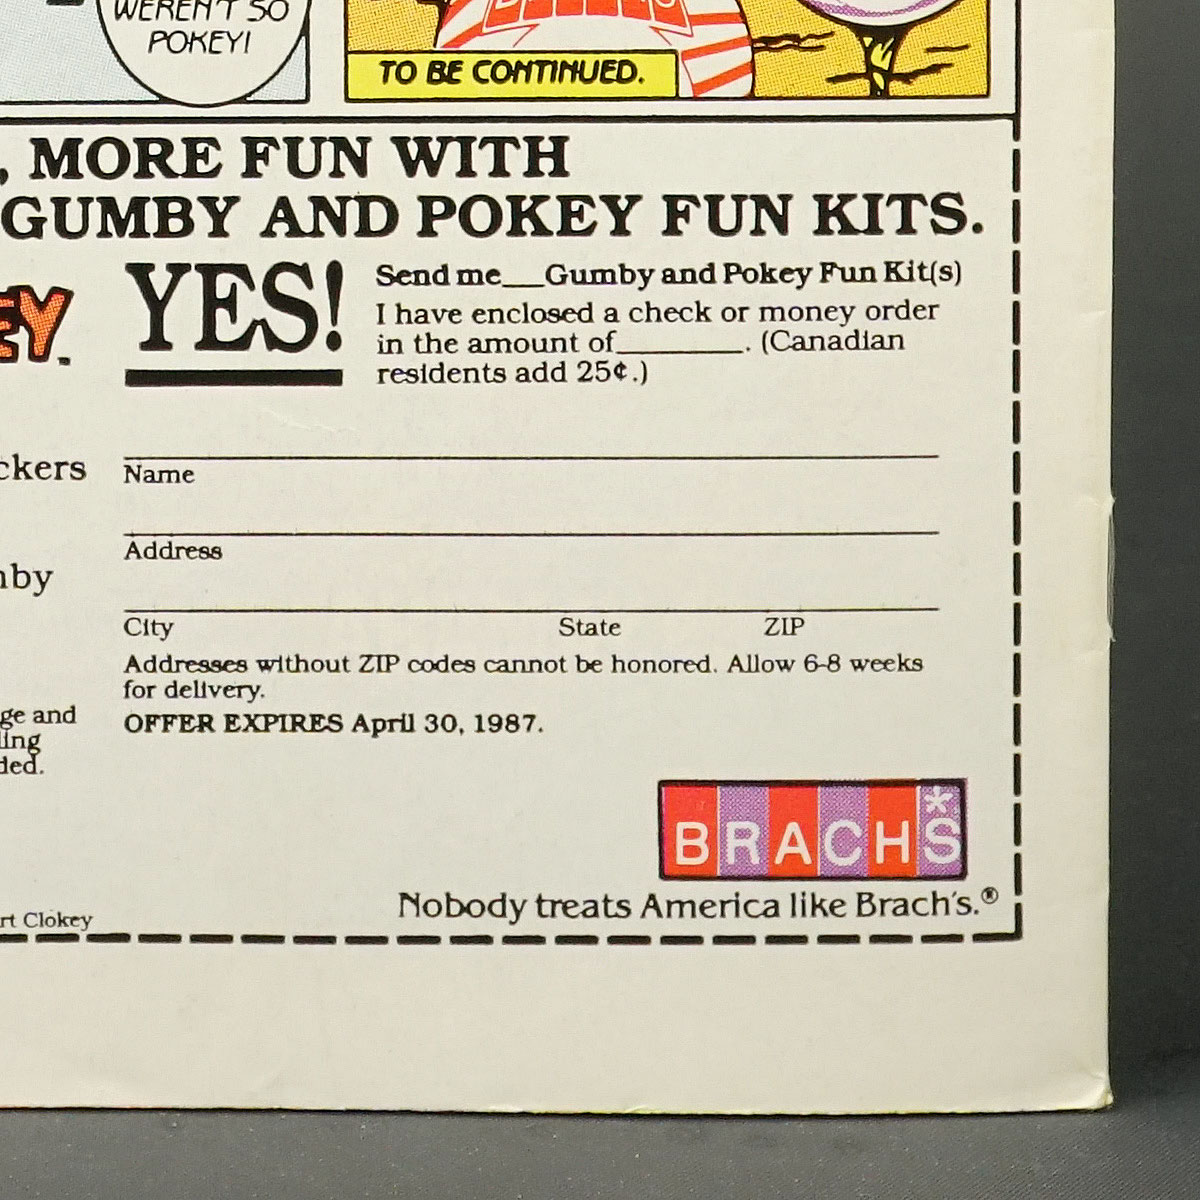 WEREN'T SO
POKEY!
TO BE CONTINUED.
, MORE FUN WITH
GUMBY AND POKEY FUN KITS.
EY
YES!
Send me__Gumby and Pokey Fun Kit(s)
I have enclosed a check or money order
in the amount of________. (Canadian
residents add 25¢.)
ckers
Name
Address
mby
City State ZIP
Addresses without ZIP codes cannot be honored. Allow 6-8 weeks
for delivery.
OFFER EXPIRES April 30, 1987.
ge and
ling
ded.
BRACHS*
Nobody treats America like Brach's.®
rt Clokey